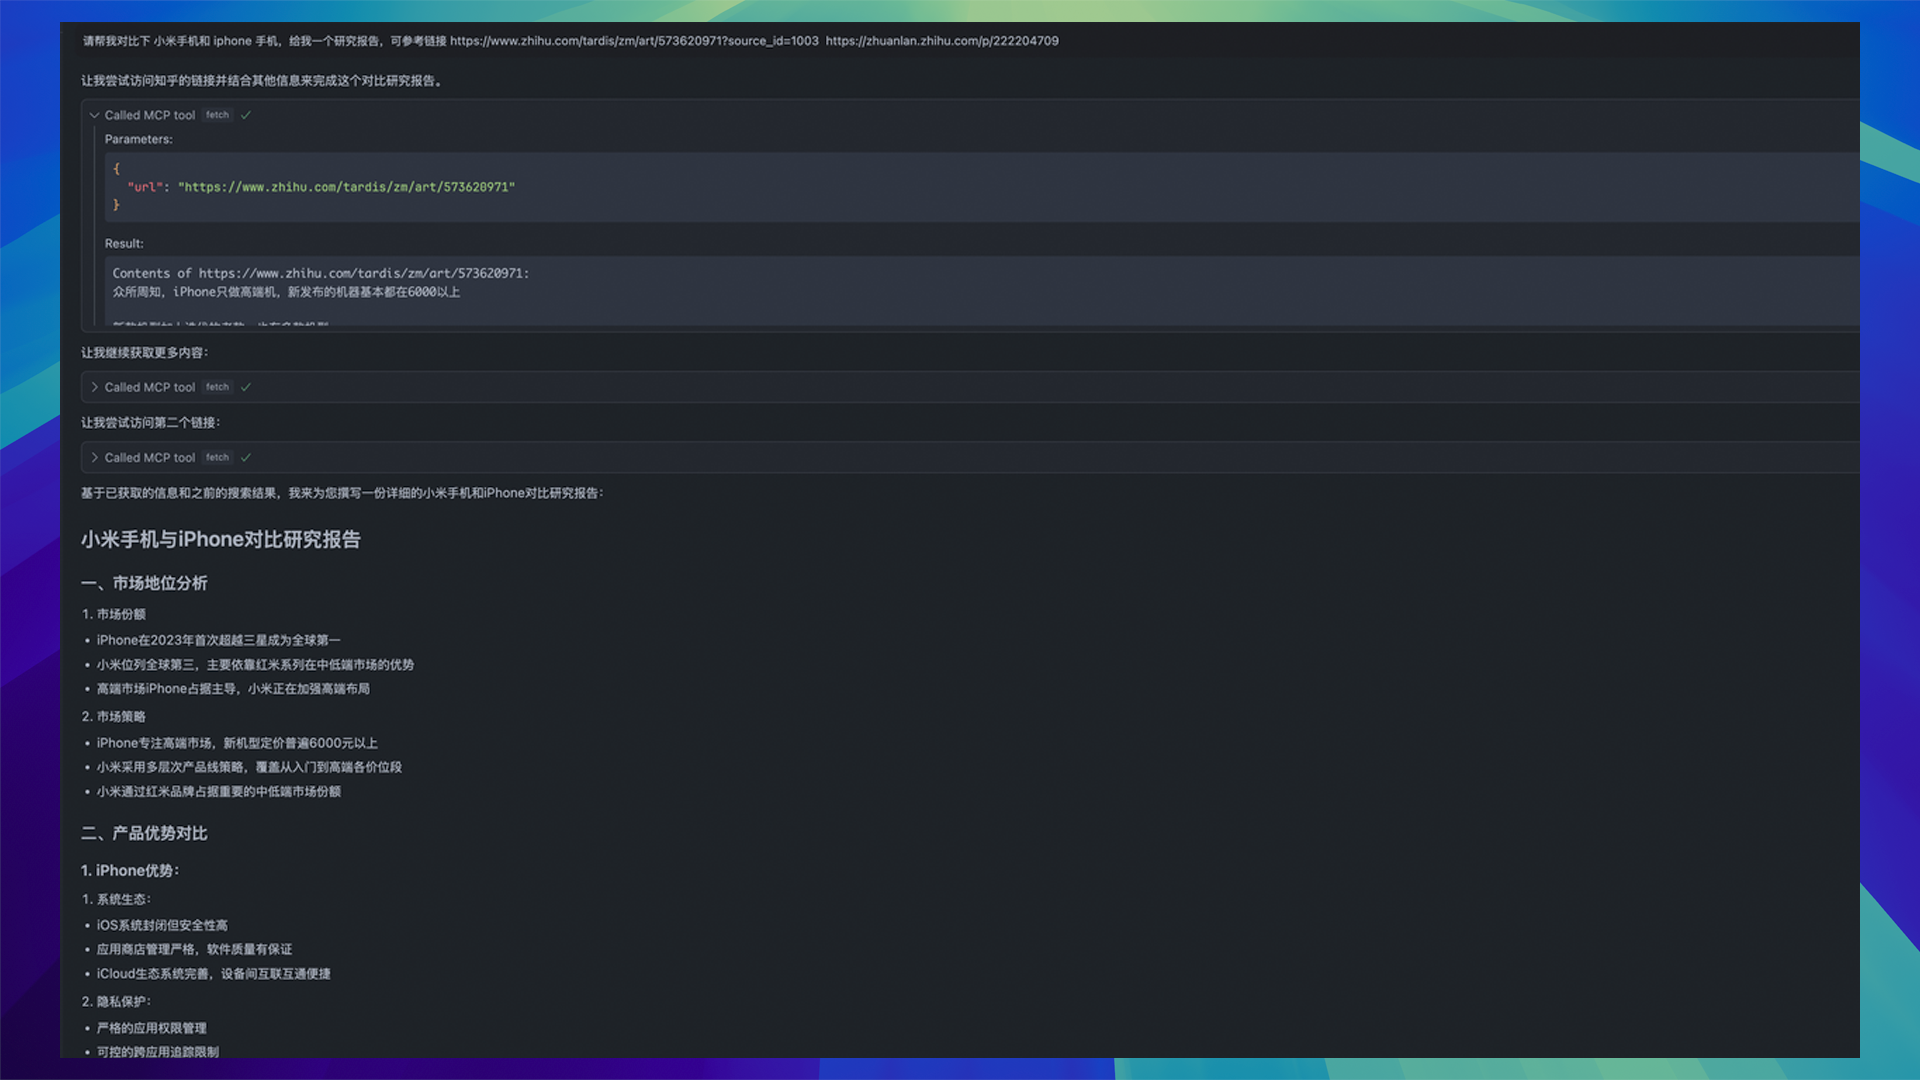 请帮我对比下 小米手机和 iphone 手机，给我一个研究报告，可参考链接 https://www.zhihu.com/tardis/zm/art/573620971?source_id=1003  https://zhuanlan.zhihu.com/p/222204709
让我尝试访问知乎的链接并结合其他信息来完成这个对比研究报告。
Called MCP tool fetch ✓
Parameters:
{
"url": "https://www.zhihu.com/tardis/zm/art/573620971"
}
Result:
Contents of https://www.zhihu.com/tardis/zm/art/573620971:
众所周知，iPhone只做高端机，新发布的机器基本都在6000以上
让我继续获取更多内容：
Called MCP tool fetch ✓
让我尝试访问第二个链接：
Called MCP tool fetch ✓
基于已获取的信息和之前的搜索结果，我来为您撰写一份详细的小米手机和iPhone对比研究报告：
小米手机与iPhone对比研究报告
一、市场地位分析
1. 市场份额
• iPhone在2023年首次超越三星成为全球第一
• 小米位列全球第三，主要依靠红米系列在中低端市场的优势
• 高端市场iPhone占据主导，小米正在加强高端布局
2. 市场策略
• iPhone专注高端市场，新机型定价普遍6000元以上
• 小米采用多层次产品线策略，覆盖从入门到高端各价位段
• 小米通过红米品牌占据重要的中低端市场份额
二、产品优势对比
1. iPhone优势：
1. 系统生态：
• iOS系统封闭但安全性高
• 应用商店管理严格，软件质量有保证
• iCloud生态系统完善，设备间互联互通便捷
2. 隐私保护：
• 严格的应用权限管理
• 可控的跨应用追踪限制